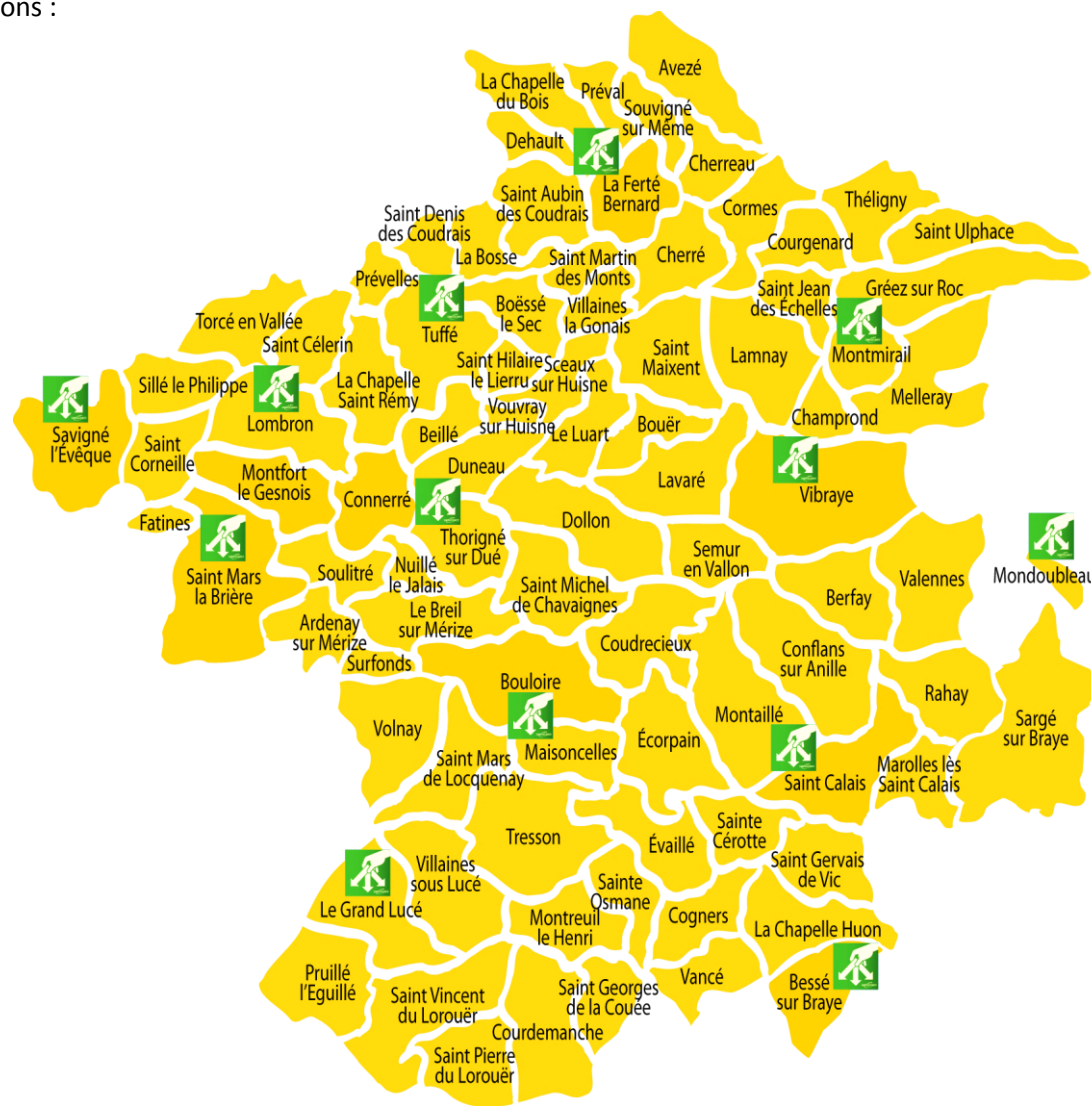 ons :
Avezé
La Chapelle
du Bois
Préval
Souvigné
sur Même
Dehault
Cherreau
La Ferté
Bernard
Saint Aubin
des Coudrais
Cormes
Théligny
Saint Denis
des Coudrais
Courgenard
Saint Ulphace
La Bosse
Saint Martin
des Monts
Cherré
Prévelles
Saint Jean
des Échelles
Gréez sur Roc
Boëssé
le Sec
Villaines
la Gonais
Torcé en Vallée
Tuffé
Saint Célerin
Saint
Maixent
Lamnay
Montmirail
Saint Hilaire
le Lierru
Sceaux
sur Huisne
Sillé le Philippe
La Chapelle
Saint Rémy
Melleray
Vouvray
sur Huisne
Champrond
Lombron
Savigné
l'Évêque
Saint
Corneille
Beillé
Le Luart
Bouër
Montfort
le Gesnois
Duneau
Connerré
Lavaré
Vibraye
Fatines
Dollon
Thorigné
sur Dué
Saint Mars
la Brière
Soulitré
Nuillé
le Jalais
Semur
en Vallon
Valennes
Mondoubleau
Saint Michel
de Chavaignes
Berfay
Le Breil
sur Mérize
Ardenay
sur Mérize
Coudrecieux
Conflans
sur Anille
Surfonds
Bouloire
Rahay
Volnay
Montaillé
Sargé
sur Braye
Écorpain
Maisoncelles
Saint Mars
de Locquenay
Saint Calais
Marolles lès
Saint Calais
Tresson
Évaillé
Sainte
Cérotte
Villaines
sous Lucé
Saint Gervais
de Vic
Le Grand Lucé
Sainte
Osmane
Cogners
Montreuil
le Henri
La Chapelle Huon
Pruillé
l'Eguillé
Vancé
Bessé
sur Braye
Saint Vincent
du Lorouër
Saint Georges
de la Couée
Courdemanche
Saint Pierre
du Lorouër